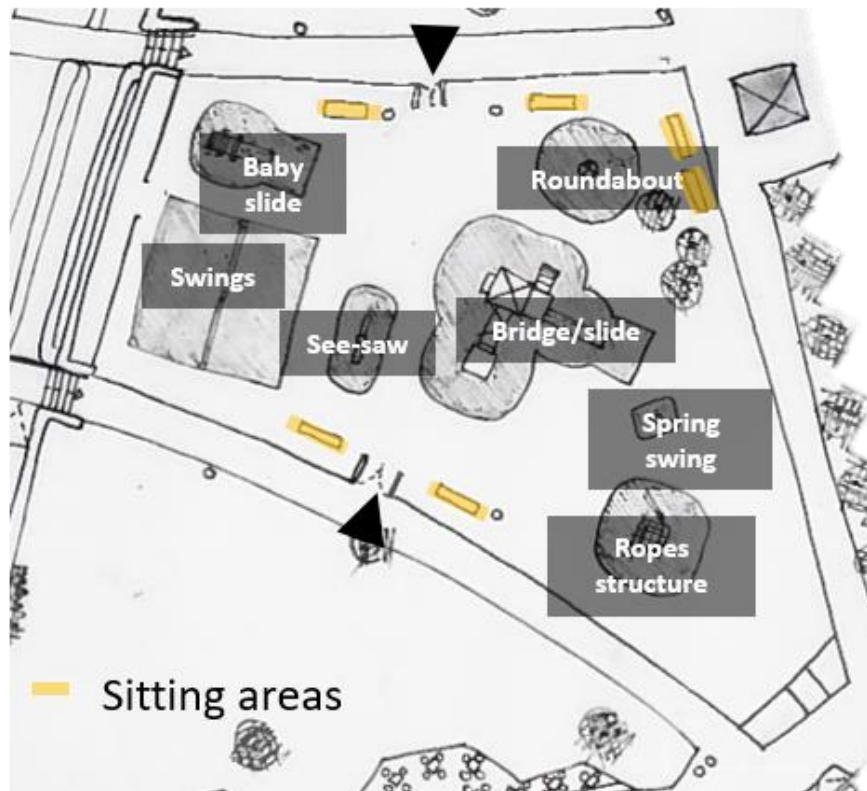 Baby
slide
Roundabout
Swings
See-saw
Bridge/slide
Spring
swing
Ropes
structure
Sitting areas